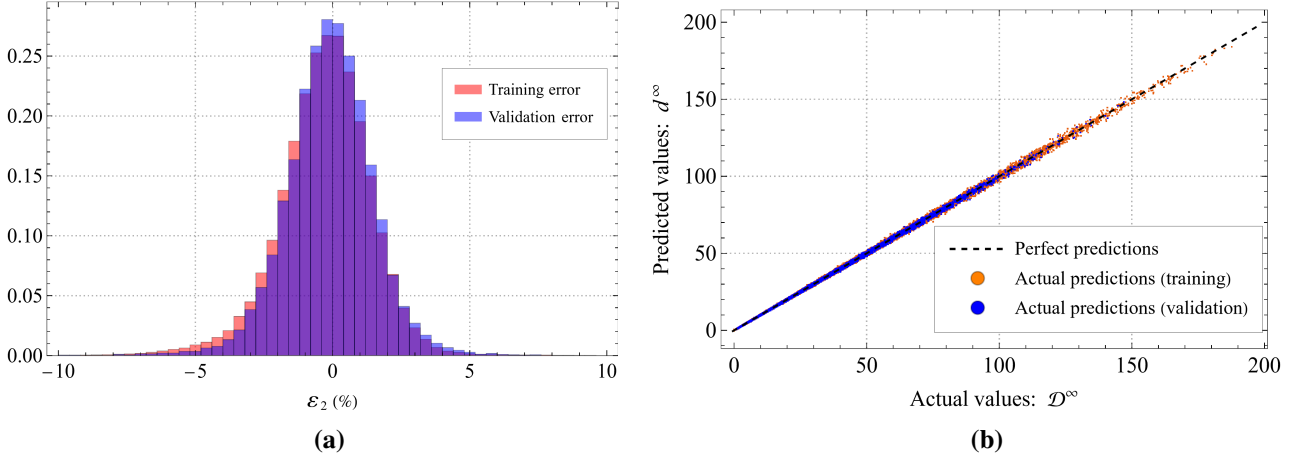 0.25
0.20
0.15
0.10
0.05
0.00
−10
−5
0
5
10
ε₂ (%)
Training error
Validation error
(a)
200
150
100
50
0
0
50
100
150
200
Predicted values: d^∞
Actual values: 𝒟^∞
Perfect predictions
Actual predictions (training)
Actual predictions (validation)
(b)